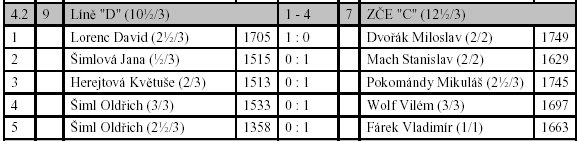 4.2 9 Líně "D" (10½/3) 1 - 4 7 ZČE "C" (12½/3)
1 Lorenc David (2½/3) 1705 1 : 0 Dvořák Miloslav (2/2) 1749
2 Šimlová Jana (½/3) 1515 0 : 1 Mach Stanislav (2/2) 1629
3 Herejtová Květuše (2/3) 1513 0 : 1 Pokomándy Mikuláš (2½/3) 1745
4 Šiml Oldřich (3/3) 1533 0 : 1 Wolf Vilém (3/3) 1697
5 Šiml Oldřich (2½/3) 1358 0 : 1 Fárek Vladimír (1/1) 1663